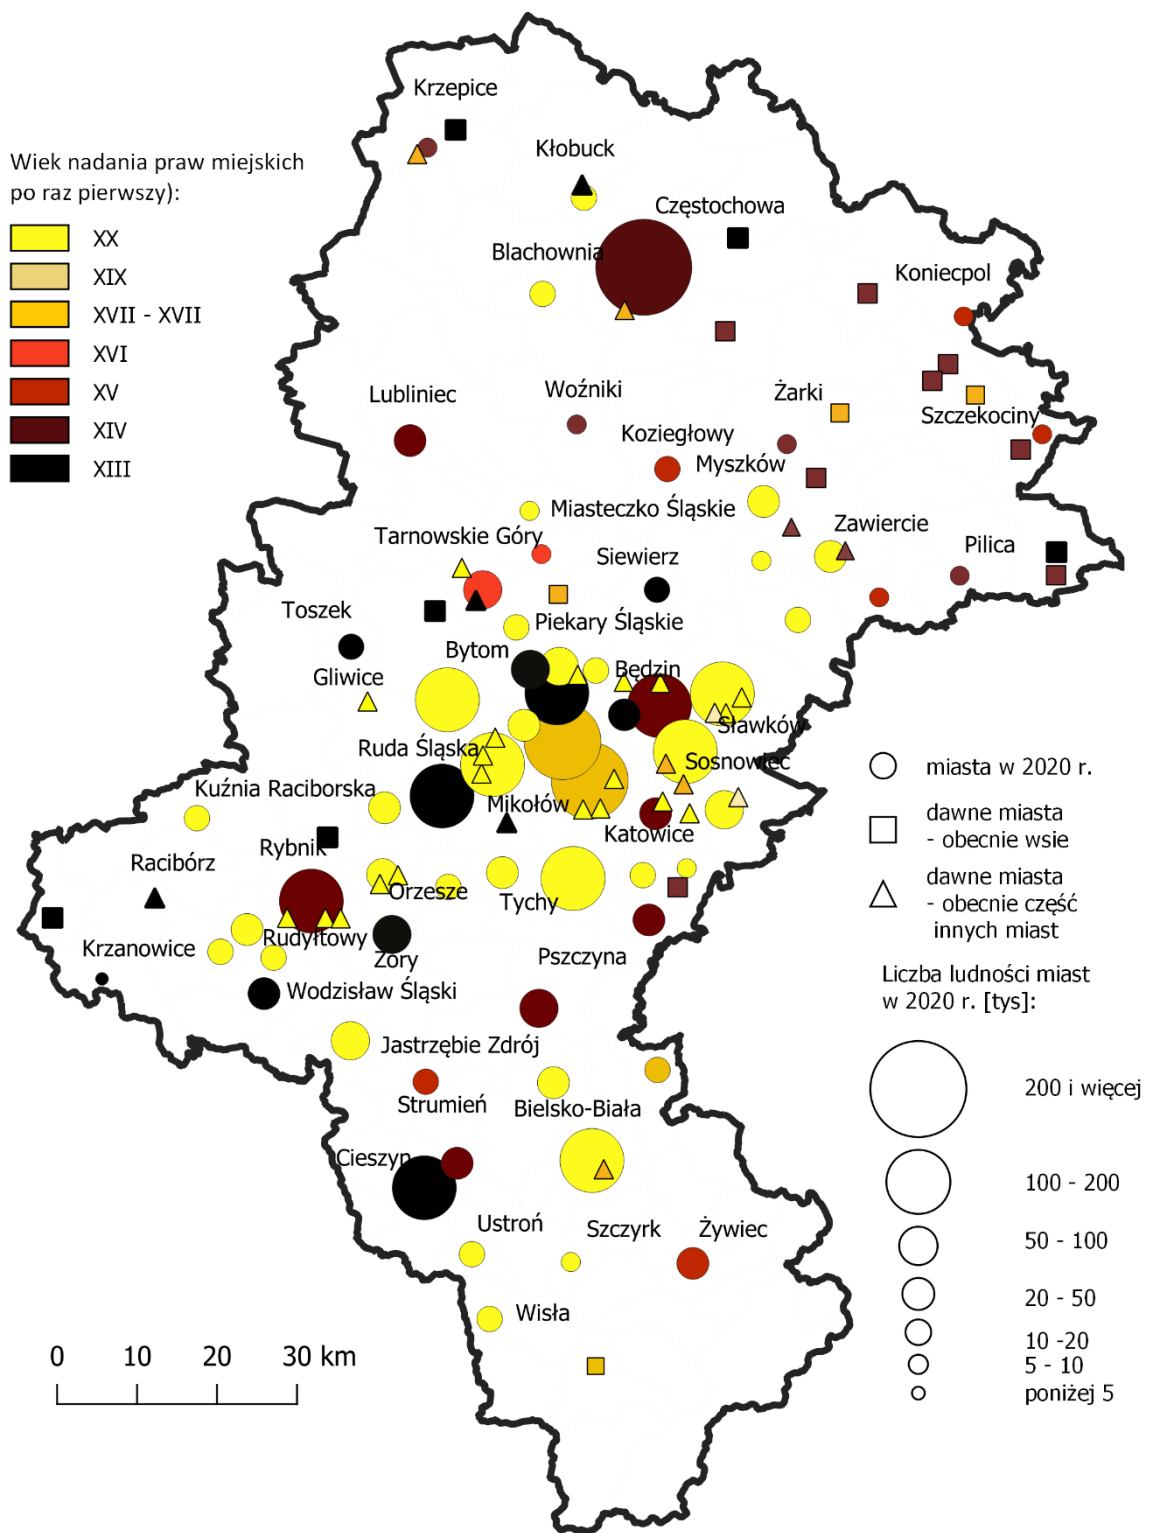 Krzepice
Wiek nadania praw miejskich
po raz pierwszy):
XX
XIX
XVII - XVII
XVI
XV
XIV
XIII
Kłobuck
Częstochowa
Blachownia
Koniecpol
Lubliniec
Woźniki
Żarki
Szczekociny
Koziegłowy
Myszków
Miasteczko Śląskie
Zawiercie
Tarnowskie Góry
Siewierz
Pilica
Toszek
Piekary Śląskie
Bytom
Będzin
Gliwice
Sławków
Ruda Śląska
Sosnowiec
Kuźnia Raciborska
Mikołów
Katowice
Rybnik
Racibórz
Orzesze
Tychy
Krzanowice
Rudyłtowy
Żory
Pszczyna
Wodzisław Śląski
Jastrzębie Zdrój
Strumień
Bielsko-Biała
Cieszyn
Ustroń
Szczyrk
Żywiec
Wisła
miasta w 2020 r.
dawne miasta
- obecnie wsie
dawne miasta
- obecnie część
innych miast
Liczba ludności miast
w 2020 r. [tys]:
200 i więcej
100 - 200
50 - 100
20 - 50
10 -20
5 - 10
poniżej 5
0 10 20 30 km